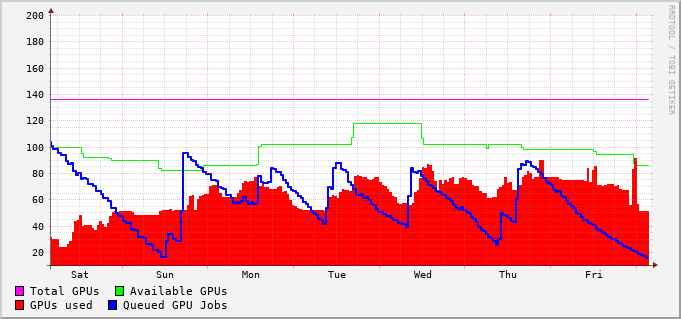 RRDTOOL / TOBI OETIKER
200
180
160
140
120
100
80
60
40
20
Sat Sun Mon Tue Wed Thu Fri
Total GPUs Available GPUs
GPUs used Queued GPU Jobs